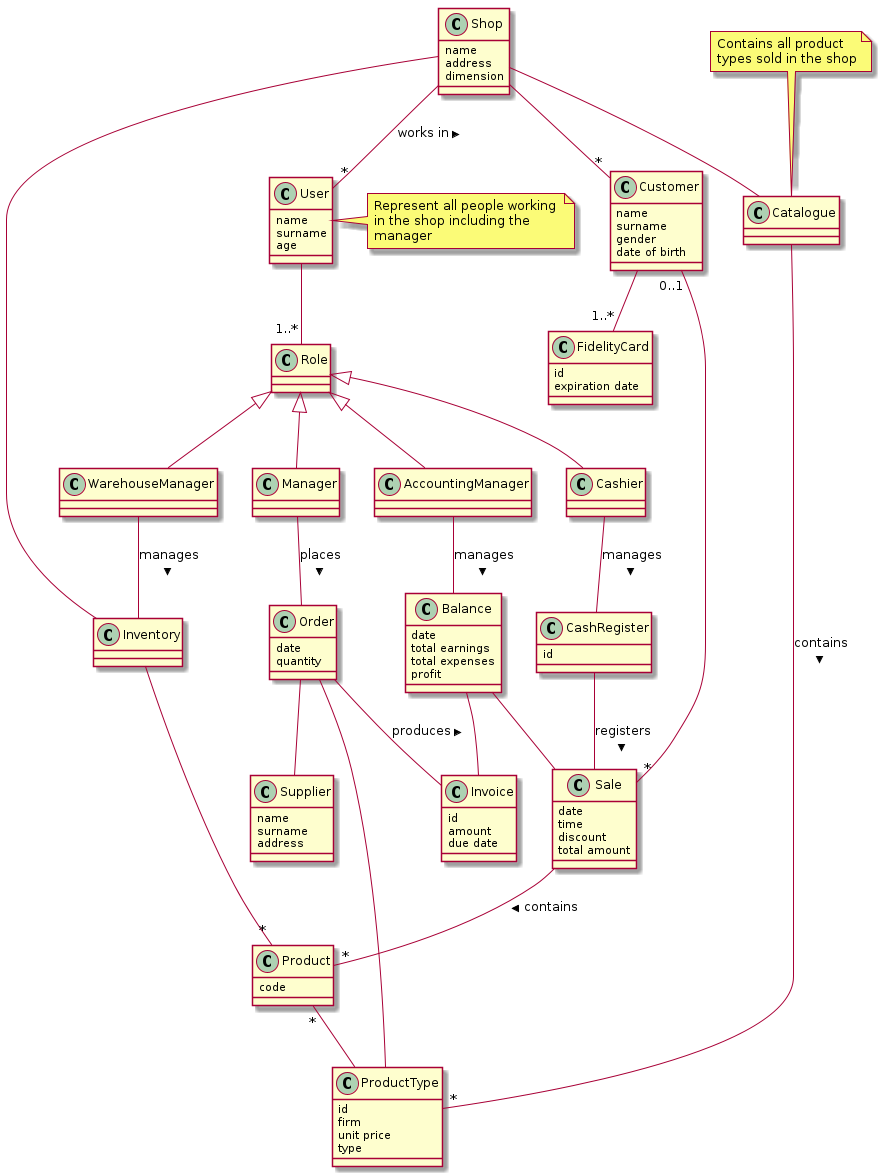 C Shop
name
address
dimension
Contains all product
types sold in the shop
works in ►
*
*
C User
name
surname
age
Represent all people working
in the shop including the
manager
C Customer
name
surname
gender
date of birth
C Catalogue
0..1
1..*
1..*
C Role
C FidelityCard
id
expiration date
C WarehouseManager
C Manager
C AccountingManager
C Cashier
manages
▼
places
▼
manages
▼
manages
▼
C Inventory
C Order
date
quantity
C Balance
date
total earnings
total expenses
profit
C CashRegister
id
contains
▼
produces ►
registers
▼
*
C Supplier
name
surname
address
C Invoice
id
amount
due date
C Sale
date
time
discount
total amount
◄ contains
*
*
C Product
code
*
C ProductType
id
firm
unit price
type
*